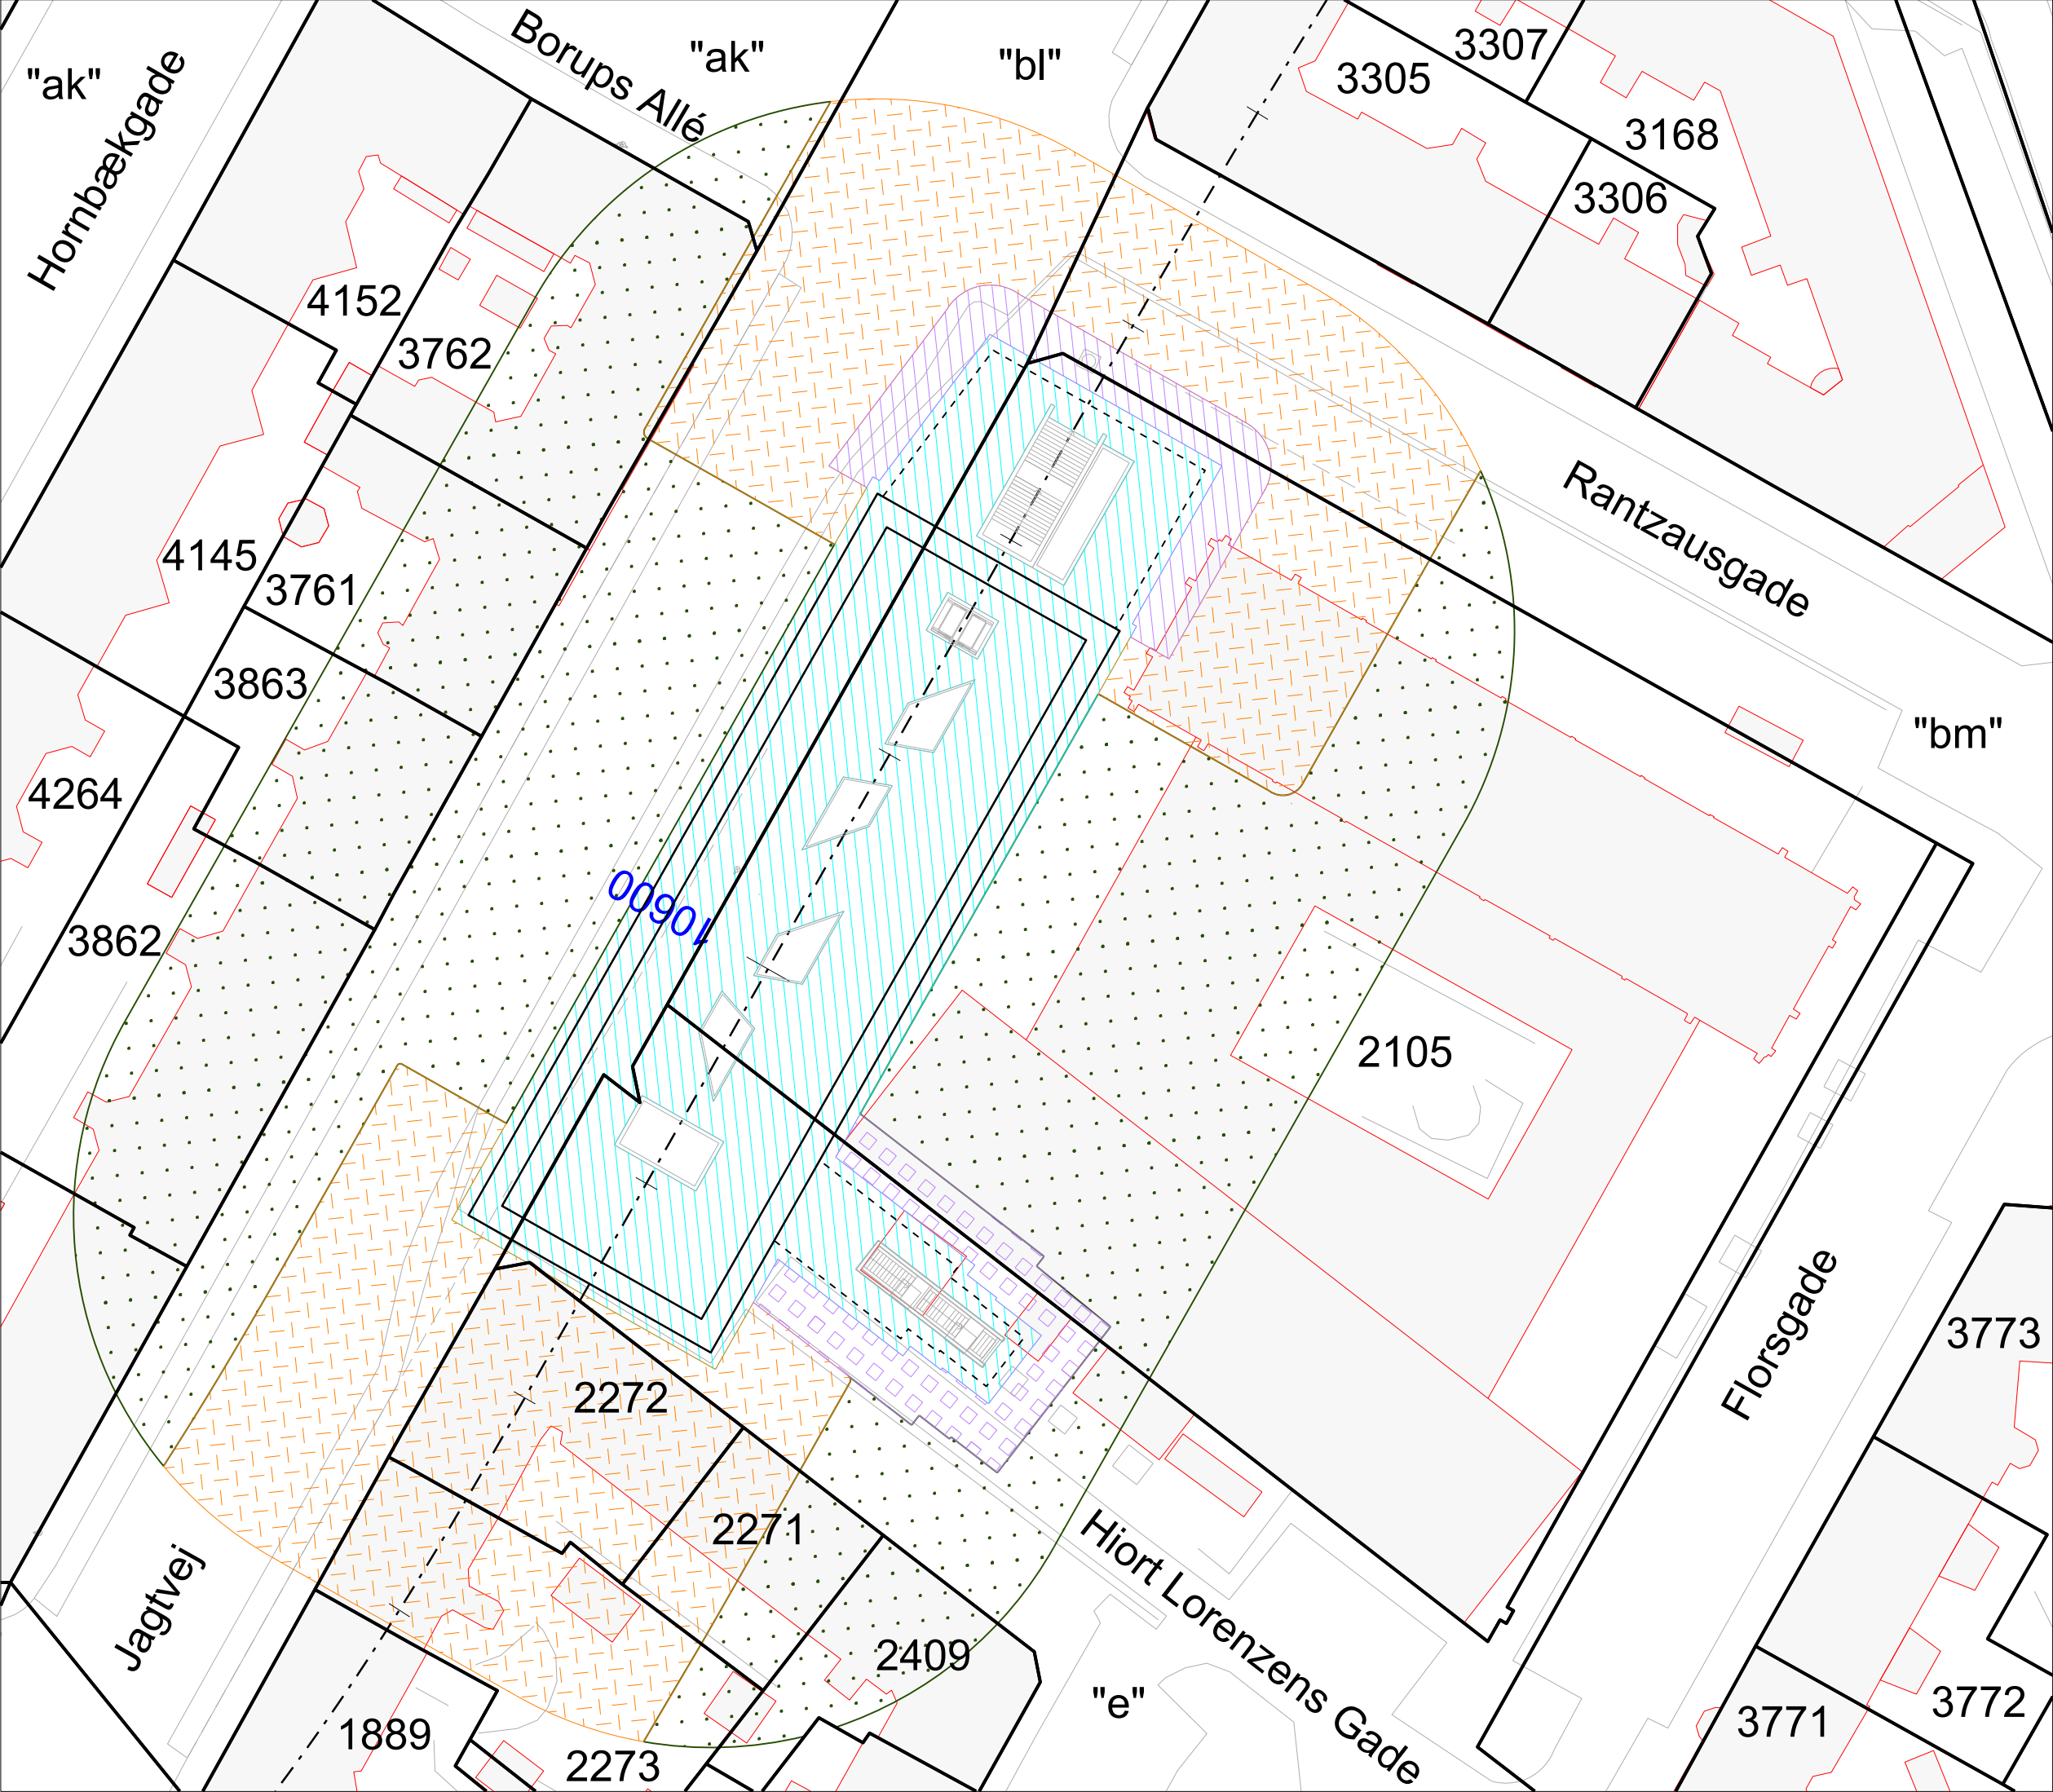 "ak"
Hornbækgade
Borups Allé
"ak"
"bl"
3307
3305
3168
3306
4152
3762
4145
3761
3863
4264
3862
10600
Rantzausgade
"bm"
2105
Florsgade
3773
2272
2271
2409
Jagtvej
1889
2273
Hiort Lorenzens Gade
"e"
3771
3772